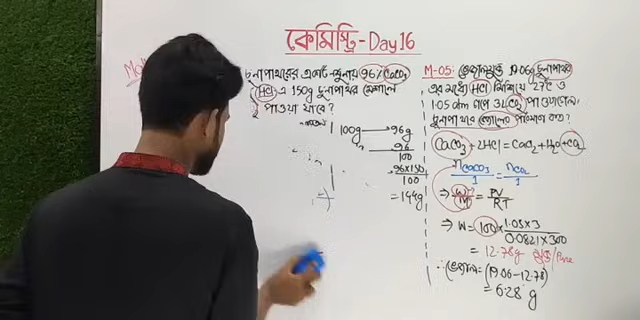 কেমিস্ট্রি-Day 16
চুনাপাথরের একটি নমুনায় 96% CaCO₃
HCl এ 150g চুনাপাথর মেশালে
পাওয়া যাবে?
100g → 96g
96
100
96×150
100
= 144g
M-05: ভেজালযুক্ত 19.06g চুনাপাথর
এর মধ্যে HCl মিশিয়ে 27°C ও
1.05 atm চাপে 3L CO₂ পাওয়া গেল,
চুনাপাথরে ভেজালের পরিমাণ কত?
CaCO₃+2HCl=CaCl₂+H₂O+CO₂
nCaCO₃/1 = nCO₂/1
W/M = PV/RT
⇒ W = 100 × 1.05×3/0.0821×300
= 12.78g শুদ্ধ/Pure
∴ ভেজাল = (19.06-12.78)
= 6.28 g